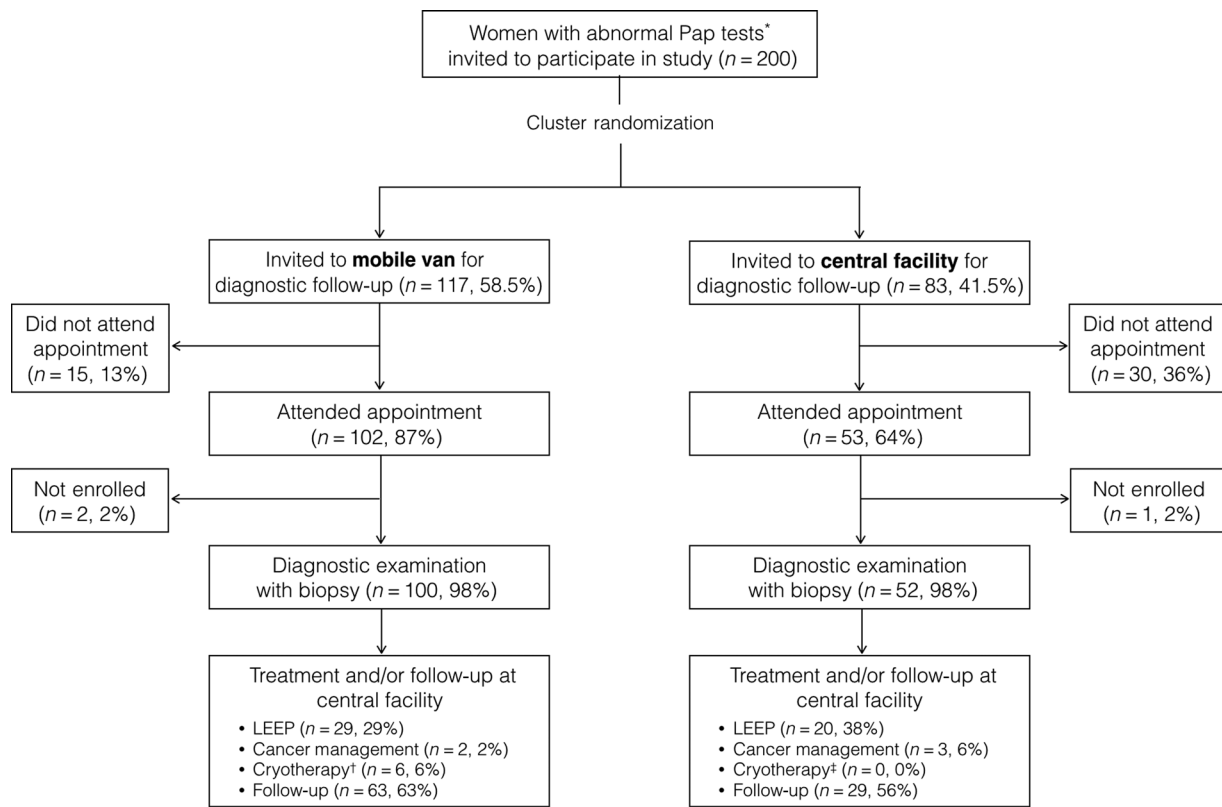 Women with abnormal Pap tests*
invited to participate in study (n = 200)
Cluster randomization
Invited to mobile van for
diagnostic follow-up (n = 117, 58.5%)
Invited to central facility for
diagnostic follow-up (n = 83, 41.5%)
Did not attend
appointment
(n = 15, 13%)
Did not attend
appointment
(n = 30, 36%)
Attended appointment
(n = 102, 87%)
Attended appointment
(n = 53, 64%)
Not enrolled
(n = 2, 2%)
Not enrolled
(n = 1, 2%)
Diagnostic examination
with biopsy (n = 100, 98%)
Diagnostic examination
with biopsy (n = 52, 98%)
Treatment and/or follow-up at
central facility
• LEEP (n = 29, 29%)
• Cancer management (n = 2, 2%)
• Cryotherapy† (n = 6, 6%)
• Follow-up (n = 63, 63%)
Treatment and/or follow-up at
central facility
• LEEP (n = 20, 38%)
• Cancer management (n = 3, 6%)
• Cryotherapy‡ (n = 0, 0%)
• Follow-up (n = 29, 56%)